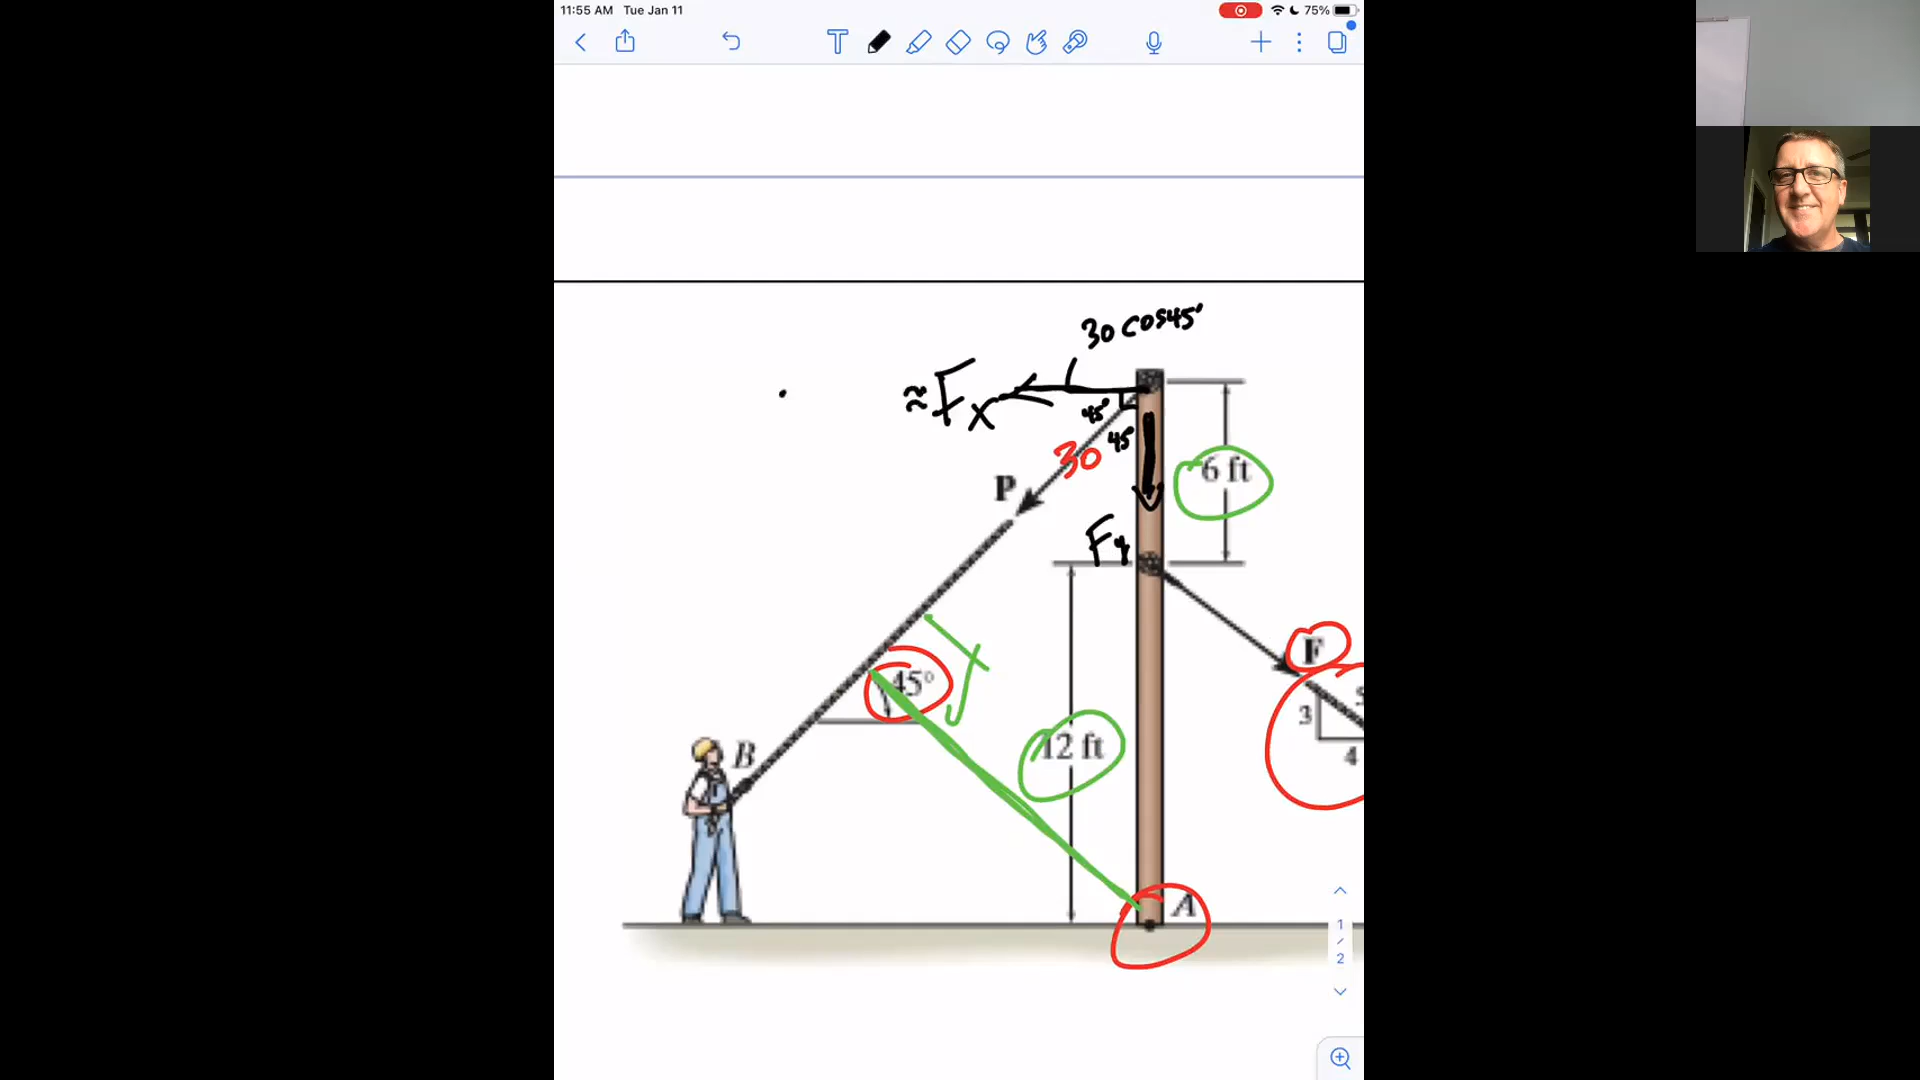 11:55 AM Tue Jan 11
75%
T
30 cos45°
≈Fx
45°
45°
30
P
6 ft
Fy
F
45°
3
4
B
12 ft
A
1
/
2